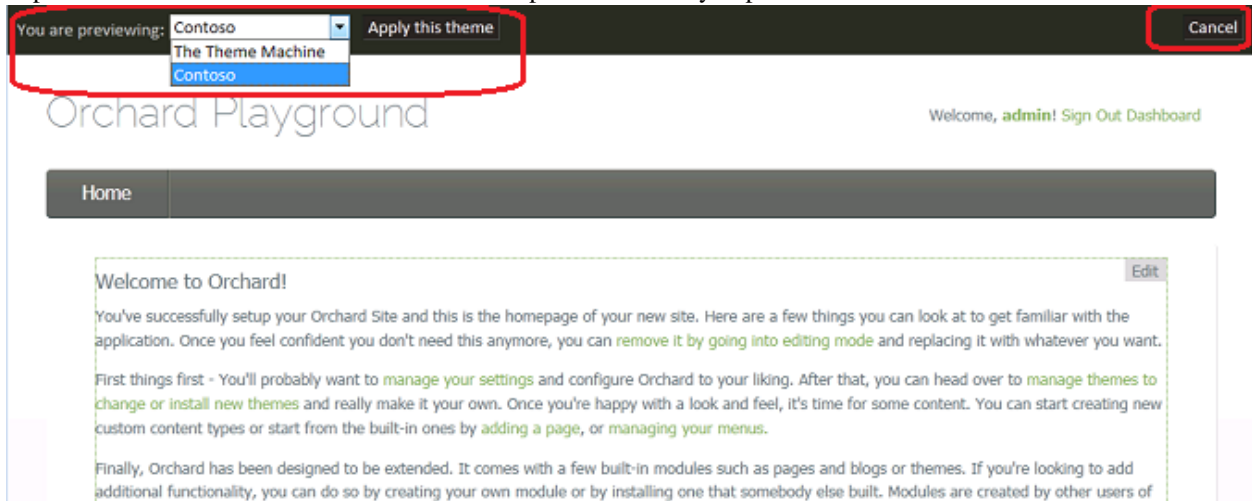 You are previewing: Contoso Apply this theme Cancel
The Theme Machine
Contoso
Orchard Playground
Welcome, admin! Sign Out Dashboard
Home
Edit
Welcome to Orchard!
You've successfully setup your Orchard Site and this is the homepage of your new site. Here are a few things you can look at to get familiar with the
application. Once you feel confident you don't need this anymore, you can remove it by going into editing mode and replacing it with whatever you want.
First things first - You'll probably want to manage your settings and configure Orchard to your liking. After that, you can head over to manage themes to
change or install new themes and really make it your own. Once you're happy with a look and feel, it's time for some content. You can start creating new
custom content types or start from the built-in ones by adding a page, or managing your menus.
Finally, Orchard has been designed to be extended. It comes with a few built-in modules such as pages and blogs or themes. If you're looking to add
additional functionality, you can do so by creating your own module or by installing one that somebody else built. Modules are created by other users of